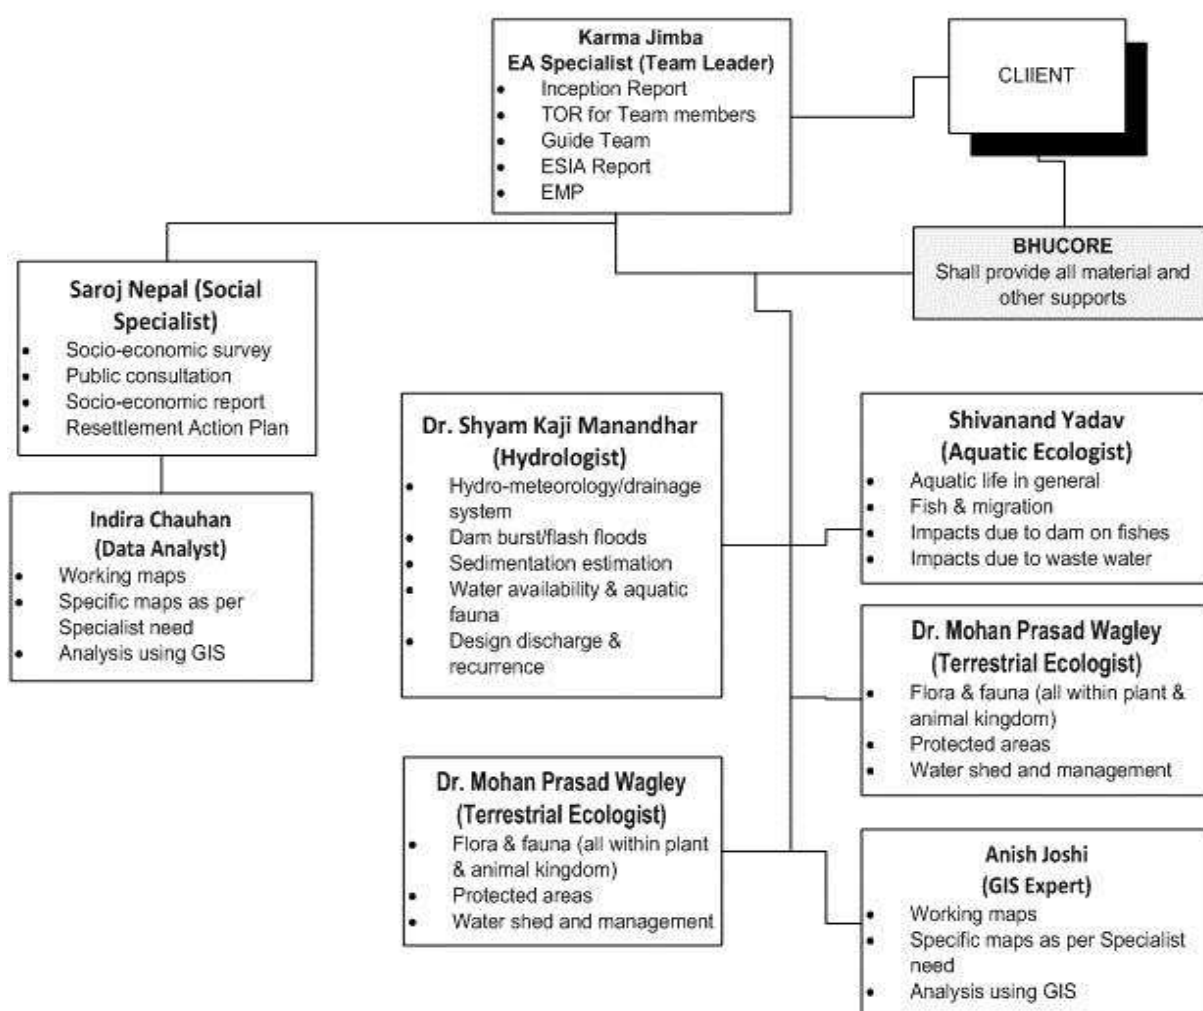 Karma Jimba
EA Specialist (Team Leader)
• Inception Report
• TOR for Team members
• Guide Team
• ESIA Report
• EMP
CLIIENT
BHUCORE
Shall provide all material and
other supports
Saroj Nepal (Social
Specialist)
• Socio-economic survey
• Public consultation
• Socio-economic report
• Resettlement Action Plan
Indira Chauhan
(Data Analyst)
• Working maps
• Specific maps as per
Specialist need
• Analysis using GIS
Dr. Shyam Kaji Manandhar
(Hydrologist)
• Hydro-meteorology/drainage
system
• Dam burst/flash floods
• Sedimentation estimation
• Water availability & aquatic
fauna
• Design discharge &
recurrence
Shivanand Yadav
(Aquatic Ecologist)
• Aquatic life in general
• Fish & migration
• Impacts due to dam on fishes
• Impacts due to waste water
Dr. Mohan Prasad Wagley
(Terrestrial Ecologist)
• Flora & fauna (all within plant &
animal kingdom)
• Protected areas
• Water shed and management
Dr. Mohan Prasad Wagley
(Terrestrial Ecologist)
• Flora & fauna (all within plant
& animal kingdom)
• Protected areas
• Water shed and management
Anish Joshi
(GIS Expert)
• Working maps
• Specific maps as per Specialist
need
• Analysis using GIS